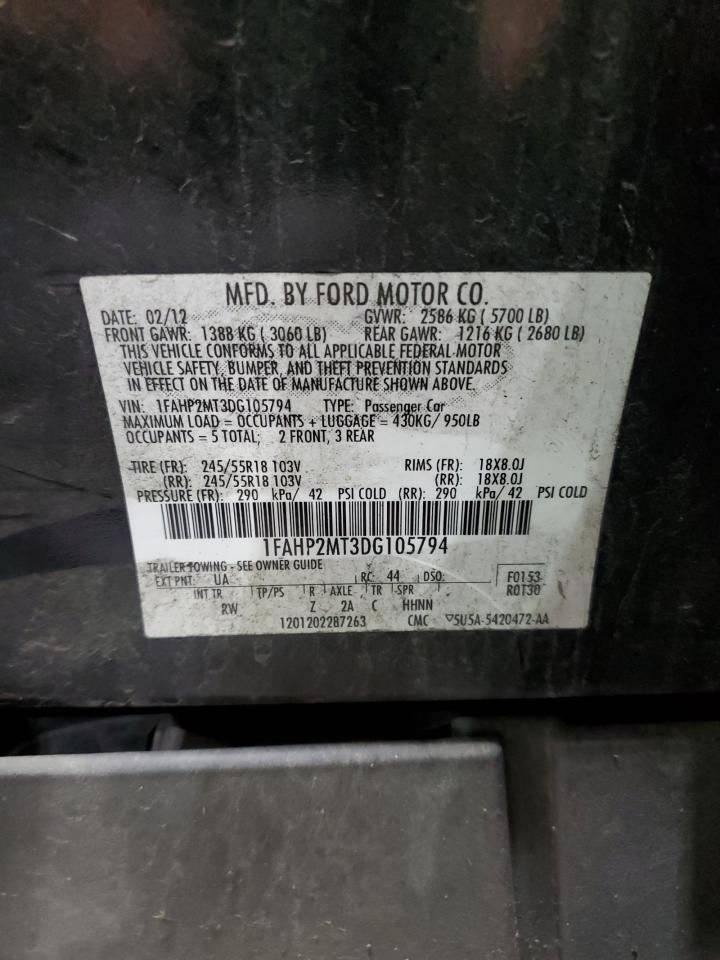 MFD. BY FORD MOTOR CO.
DATE: 02/12 GVWR: 2586 KG ( 5700 LB)
FRONT GAWR: 1388 KG ( 3060 LB) REAR GAWR: 1216 KG ( 2680 LB)
THIS VEHICLE CONFORMS TO ALL APPLICABLE FEDERAL MOTOR
VEHICLE SAFETY, BUMPER, AND THEFT PREVENTION STANDARDS
IN EFFECT ON THE DATE OF MANUFACTURE SHOWN ABOVE.
VIN: 1FAHP2MT3DG105794 TYPE: Passenger Car
MAXIMUM LOAD = OCCUPANTS + LUGGAGE = 430KG/ 950LB
OCCUPANTS = 5 TOTAL; 2 FRONT, 3 REAR
TIRE (FR): 245/55R18 103V RIMS (FR): 18X8.0J
(RR): 245/55R18 103V (RR): 18X8.0J
PRESSURE (FR): 290 kPa/ 42 PSI COLD (RR): 290 kPa/ 42 PSI COLD
1FAHP2MT3DG105794
TRAILER TOWING - SEE OWNER GUIDE
EXT PNT: UA RC: 44 DSO: F0153
INT TR TP/PS R AXLE TR SPR R0T30
RW Z 2A C HHNN
1201202287263 CMC ▽5U5A-5420472-AA